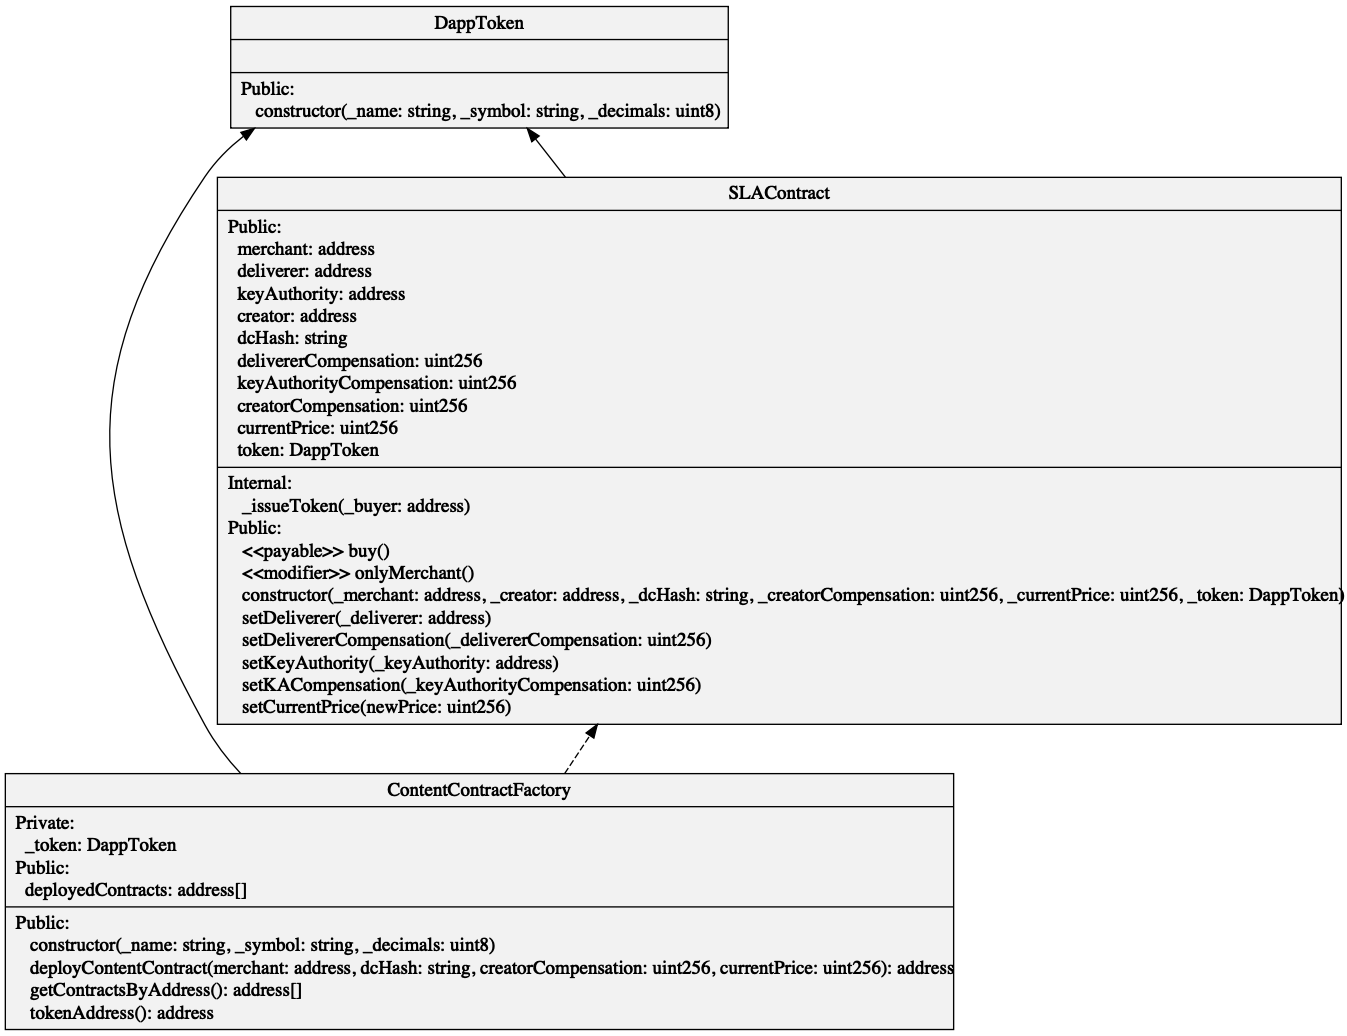 DappToken
Public:
constructor(_name: string, _symbol: string, _decimals: uint8)
SLAContract
Public:
merchant: address
deliverer: address
keyAuthority: address
creator: address
dcHash: string
delivererCompensation: uint256
keyAuthorityCompensation: uint256
creatorCompensation: uint256
currentPrice: uint256
token: DappToken
Internal:
_issueToken(_buyer: address)
Public:
<<payable>> buy()
<<modifier>> onlyMerchant()
constructor(_merchant: address, _creator: address, _dcHash: string, _creatorCompensation: uint256, _currentPrice: uint256, _token: DappToken)
setDeliverer(_deliverer: address)
setDelivererCompensation(_delivererCompensation: uint256)
setKeyAuthority(_keyAuthority: address)
setKACompensation(_keyAuthorityCompensation: uint256)
setCurrentPrice(newPrice: uint256)
ContentContractFactory
Private:
_token: DappToken
Public:
deployedContracts: address[]
Public:
constructor(_name: string, _symbol: string, _decimals: uint8)
deployContentContract(merchant: address, dcHash: string, creatorCompensation: uint256, currentPrice: uint256): address
getContractsByAddress(): address[]
tokenAddress(): address